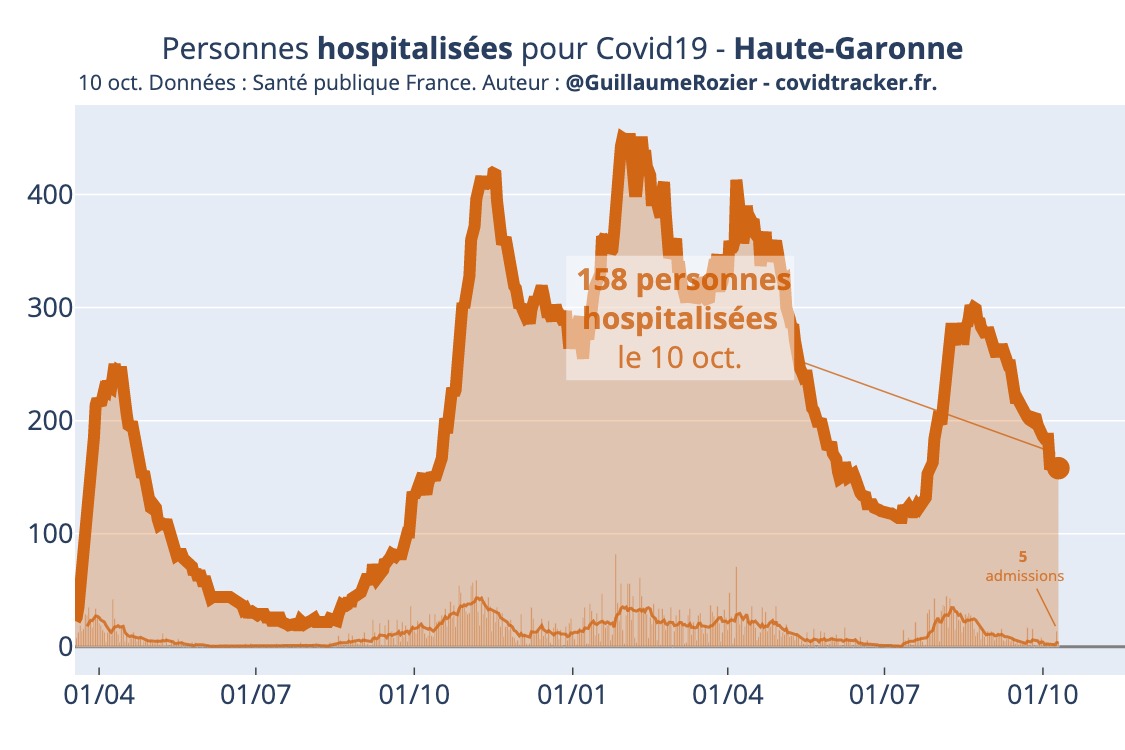 Personnes hospitalisées pour Covid19 - Haute-Garonne
10 oct. Données : Santé publique France. Auteur : @GuillaumeRozier - covidtracker.fr.
400
300
200
100
0
158 personnes
hospitalisées
le 10 oct.
5
admissions
01/04
01/07
01/10
01/01
01/04
01/07
01/10